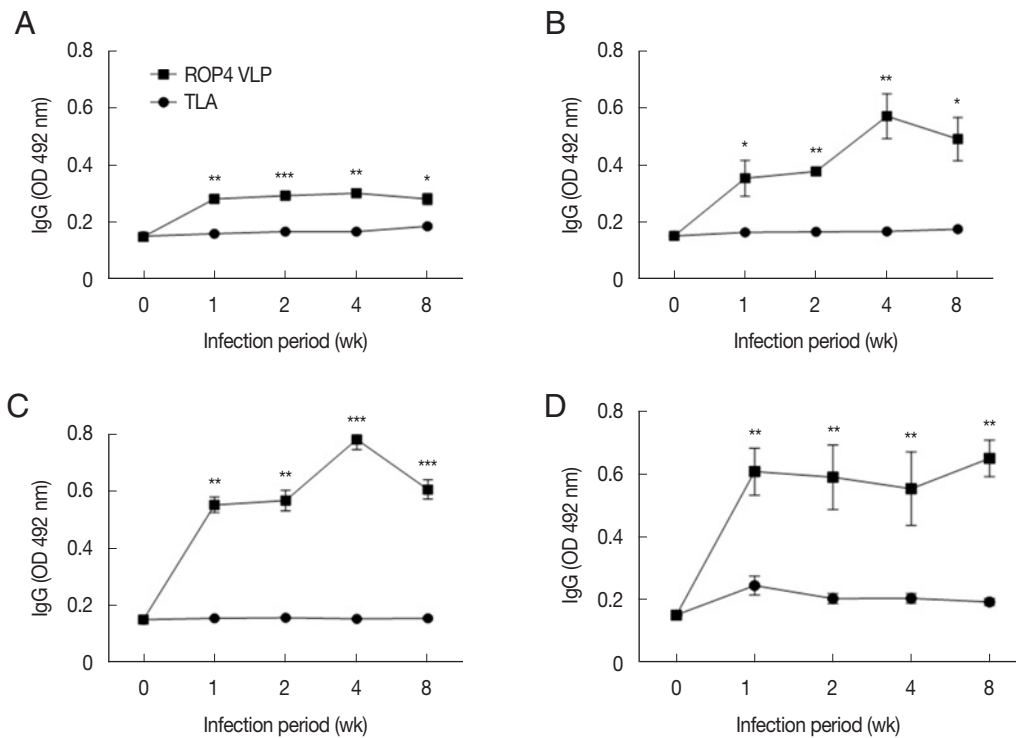 A
0.8
0.6
0.4
0.2
0
IgG (OD 492 nm)
ROP4 VLP
TLA
** *** ** *
0 1 2 4 8
Infection period (wk)
B
0.8
0.6
0.4
0.2
0
IgG (OD 492 nm)
* ** ** *
0 1 2 4 8
Infection period (wk)
C
0.8
0.6
0.4
0.2
0
IgG (OD 492 nm)
** ** *** ***
0 1 2 4 8
Infection period (wk)
D
0.8
0.6
0.4
0.2
0
IgG (OD 492 nm)
** ** ** **
0 1 2 4 8
Infection period (wk)